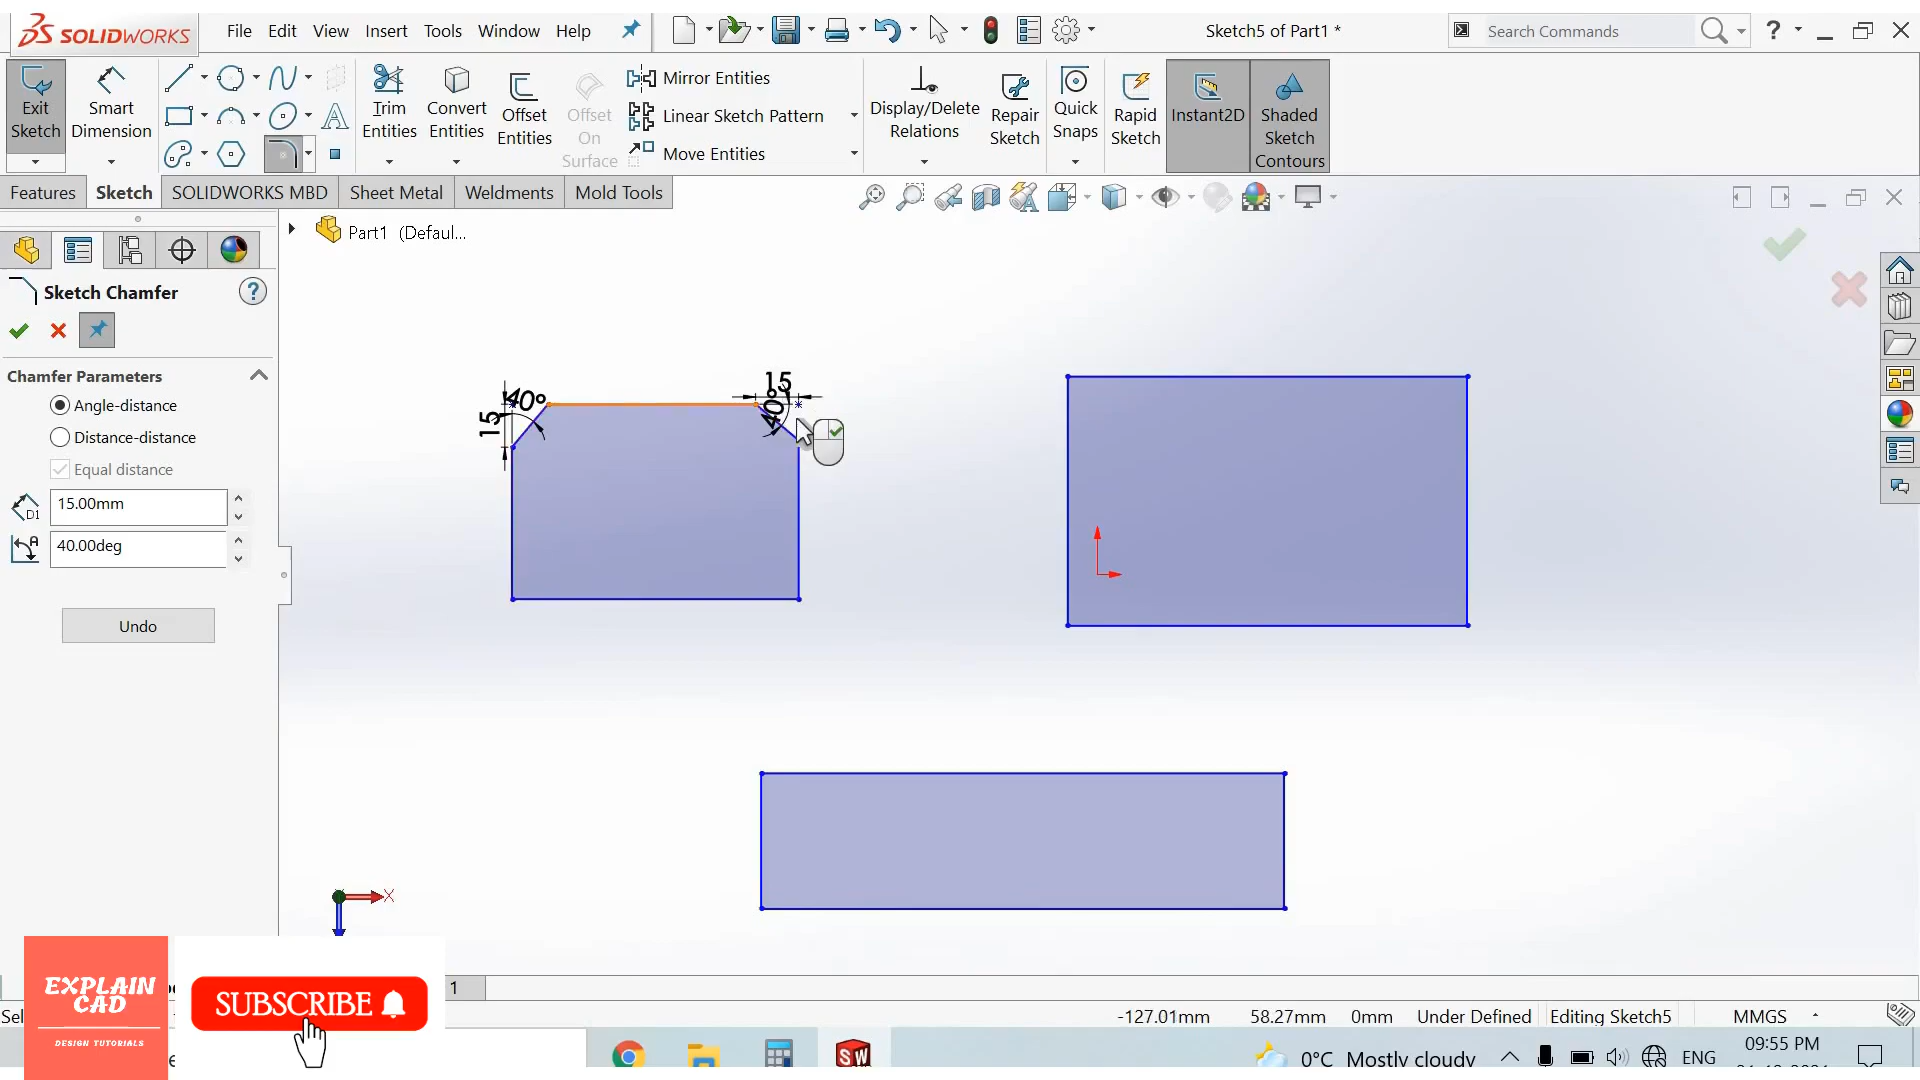 SOLIDWORKS File Edit View Insert Tools Window Help Sketch5 of Part1 * Search Commands ?
Exit Sketch
Smart Dimension
Trim Entities
Convert Entities
Offset Entities
Offset On Surface
Mirror Entities
Linear Sketch Pattern
Move Entities
Display/Delete Relations
Repair Sketch
Quick Snaps
Rapid Sketch
Instant2D
Shaded Sketch Contours
Features Sketch SOLIDWORKS MBD Sheet Metal Weldments Mold Tools
Part1 (Defaul...
Sketch Chamfer ?
Chamfer Parameters
Angle-distance
Distance-distance
Equal distance
D1 15.00mm
A 40.00deg
Undo
15
40°
15
40°
X
EXPLAIN
CAD
DESIGN TUTORIALS
SUBSCRIBE
1
Sel
-127.01mm 58.27mm 0mm Under Defined Editing Sketch5 MMGS
SW
0°C Mostly cloudy ENG 09:55 PM